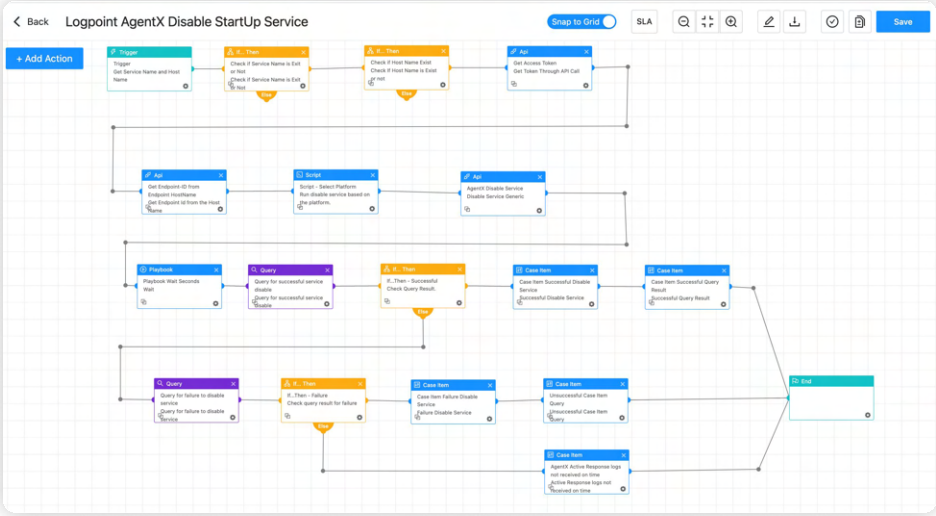 Back
Logpoint AgentX Disable StartUp Service
Snap to Grid
SLA
Save
+ Add Action
Trigger
Trigger
Get Service Name and Host
Name
If... Then
Check if Service Name is Exit
or Not
Check if Service Name is Exit
or Not
Else
If... Then
Check if Host Name Exist
Check if Host Name is Exist
or not
Else
Api
Get Access Token
Get Token Through API Call
Api
Get Endpoint-ID from
Endpoint HostName
Get Endpoint Id from the Host
Name
Script
Script - Select Platform
Run disable service based on
the platform.
Api
AgentX Disable Service
Disable Service Generic
Playbook
Playbook Wait Seconds
Wait
Query
Query for successful service
disable
Query for successful service
disable
If... Then
If...Then - Successful
Check Query Result.
Else
Case Item
Case Item Successful Disable
Service
Successful Disable Service
Case Item
Case Item Successful Query
Result
Successful Query Result
Query
Query for failure to disable
service
Query for failure to disable
service
If... Then
If...Then - Failure
Check query result for failure
Else
Case Item
Case Item Failure Disable
Service
Failure Disable Service
Case Item
Unsuccessful Case Item
Query
Unsuccessful Case Item
Query
End
Case Item
AgentX Active Response logs
not received on time
Active Response logs not
received on time